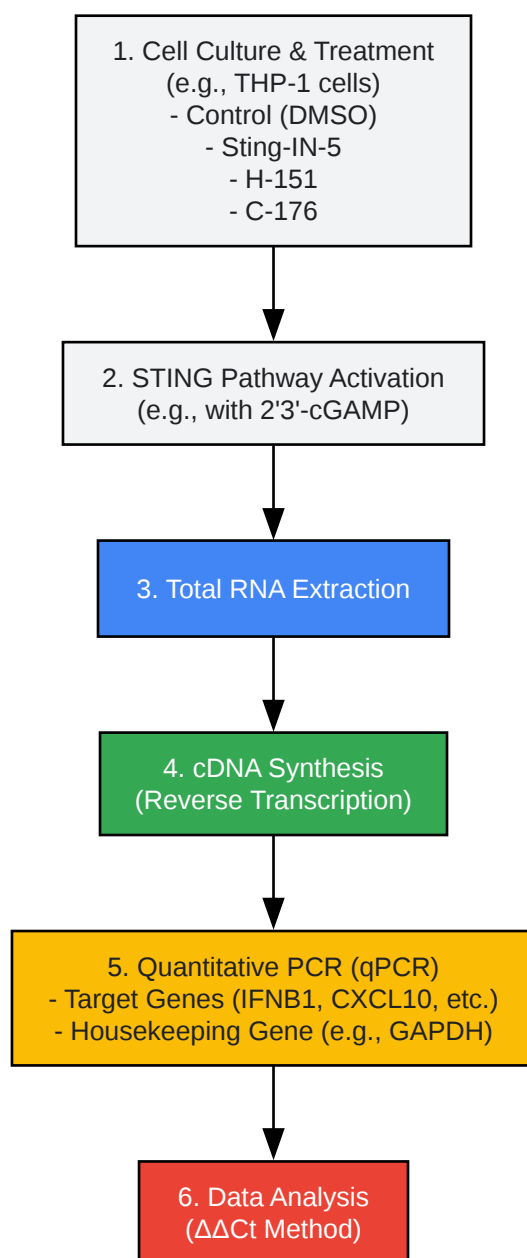 1. Cell Culture & Treatment
(e.g., THP-1 cells)
- Control (DMSO)
- Sting-IN-5
- H-151
- C-176
2. STING Pathway Activation
(e.g., with 2'3'-cGAMP)
3. Total RNA Extraction
4. cDNA Synthesis
(Reverse Transcription)
5. Quantitative PCR (qPCR)
- Target Genes (IFNB1, CXCL10, etc.)
- Housekeeping Gene (e.g., GAPDH)
6. Data Analysis
(ΔΔCt Method)